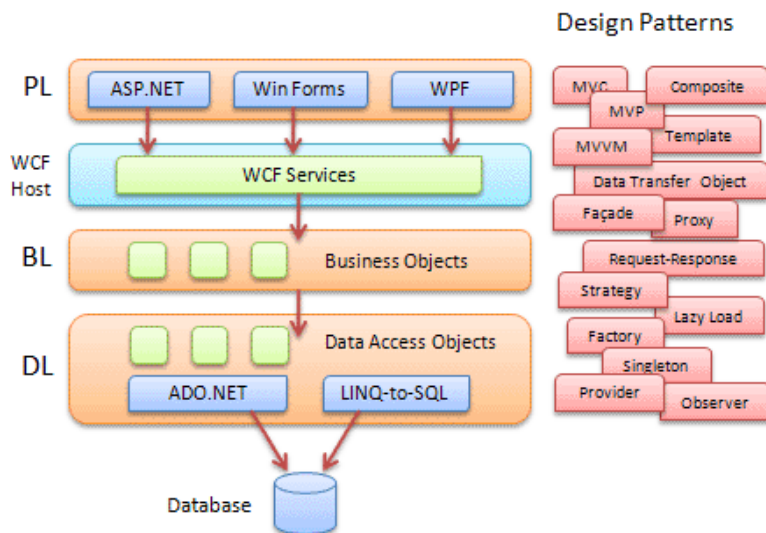 Design Patterns
PL
ASP.NET
Win Forms
WPF
WCF
Host
WCF Services
BL
Business Objects
DL
Data Access Objects
ADO.NET
LINQ-to-SQL
Database
MVC
Composite
MVP
Template
MVVM
Data Transfer Object
Façade
Proxy
Request-Response
Strategy
Lazy Load
Factory
Singleton
Provider
Observer